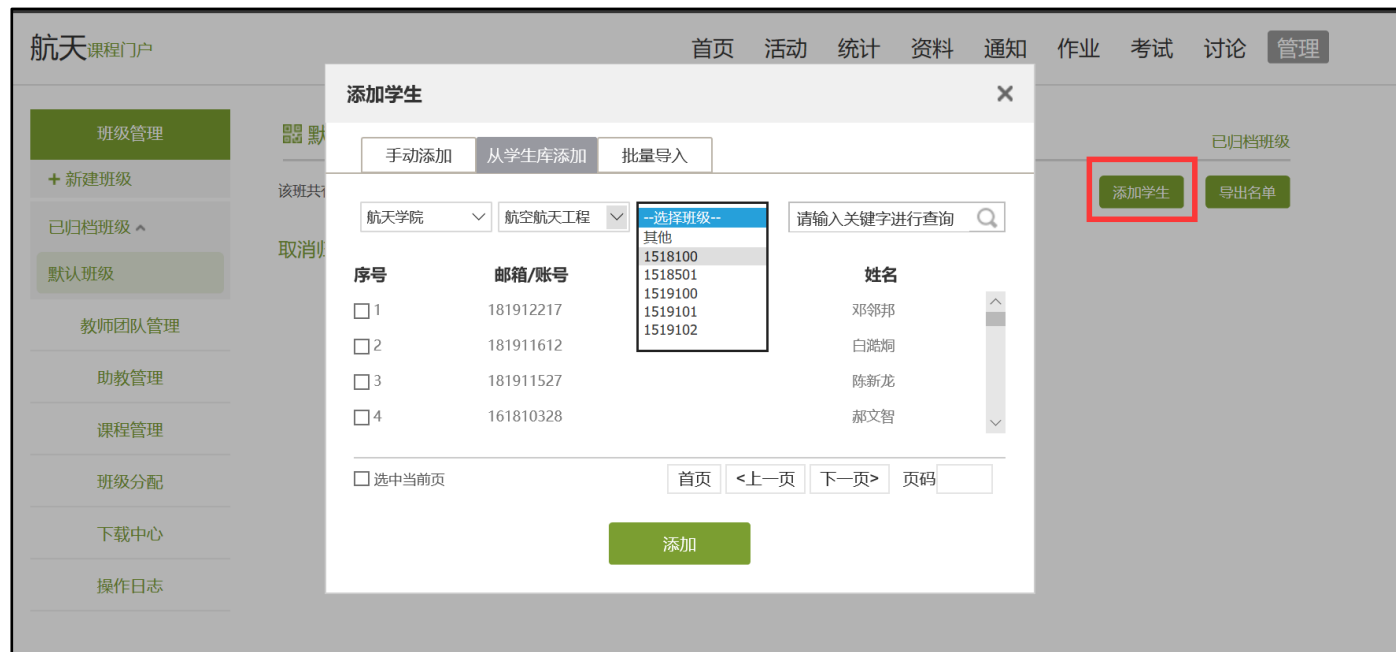 航天课程门户
首页 活动 统计 资料 通知 作业 考试 讨论 管理
添加学生
班级管理
默
已归档班级
手动添加 从学生库添加 批量导入
+ 新建班级
该班共有
添加学生 导出名单
航天学院 航空航天工程 --选择班级-- 请输入关键字进行查询
已归档班级
其他
取消归
1518100
默认班级
序号 邮箱/账号 姓名
1518501
1519100
1 181912217 邓邻邦
1519101
教师团队管理
1519102
2 181911612 白澔烔
助教管理
3 181911527 陈新龙
4 161810328 郝文智
课程管理
班级分配
选中当前页 首页 <上一页 下一页> 页码
下载中心
添加
操作日志